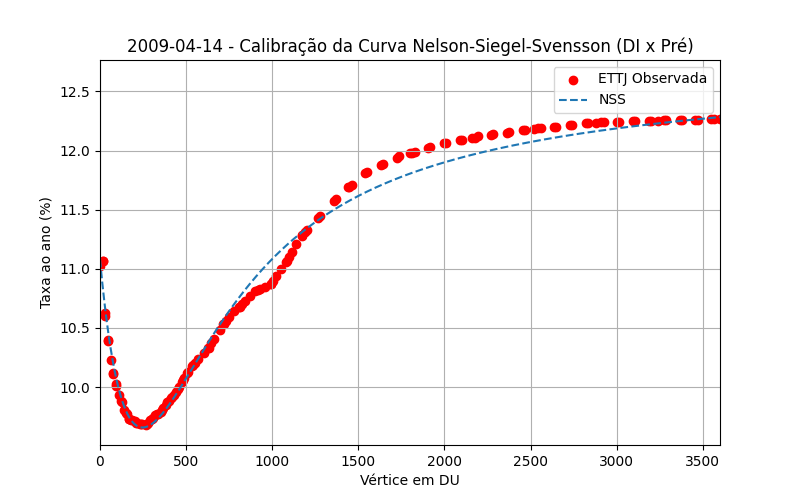 2009-04-14 - Calibração da Curva Nelson-Siegel-Svensson (DI x Pré)
ETTJ Observada
NSS
12.5
12.0
11.5
11.0
10.5
10.0
Taxa ao ano (%)
0 500 1000 1500 2000 2500 3000 3500
Vértice em DU